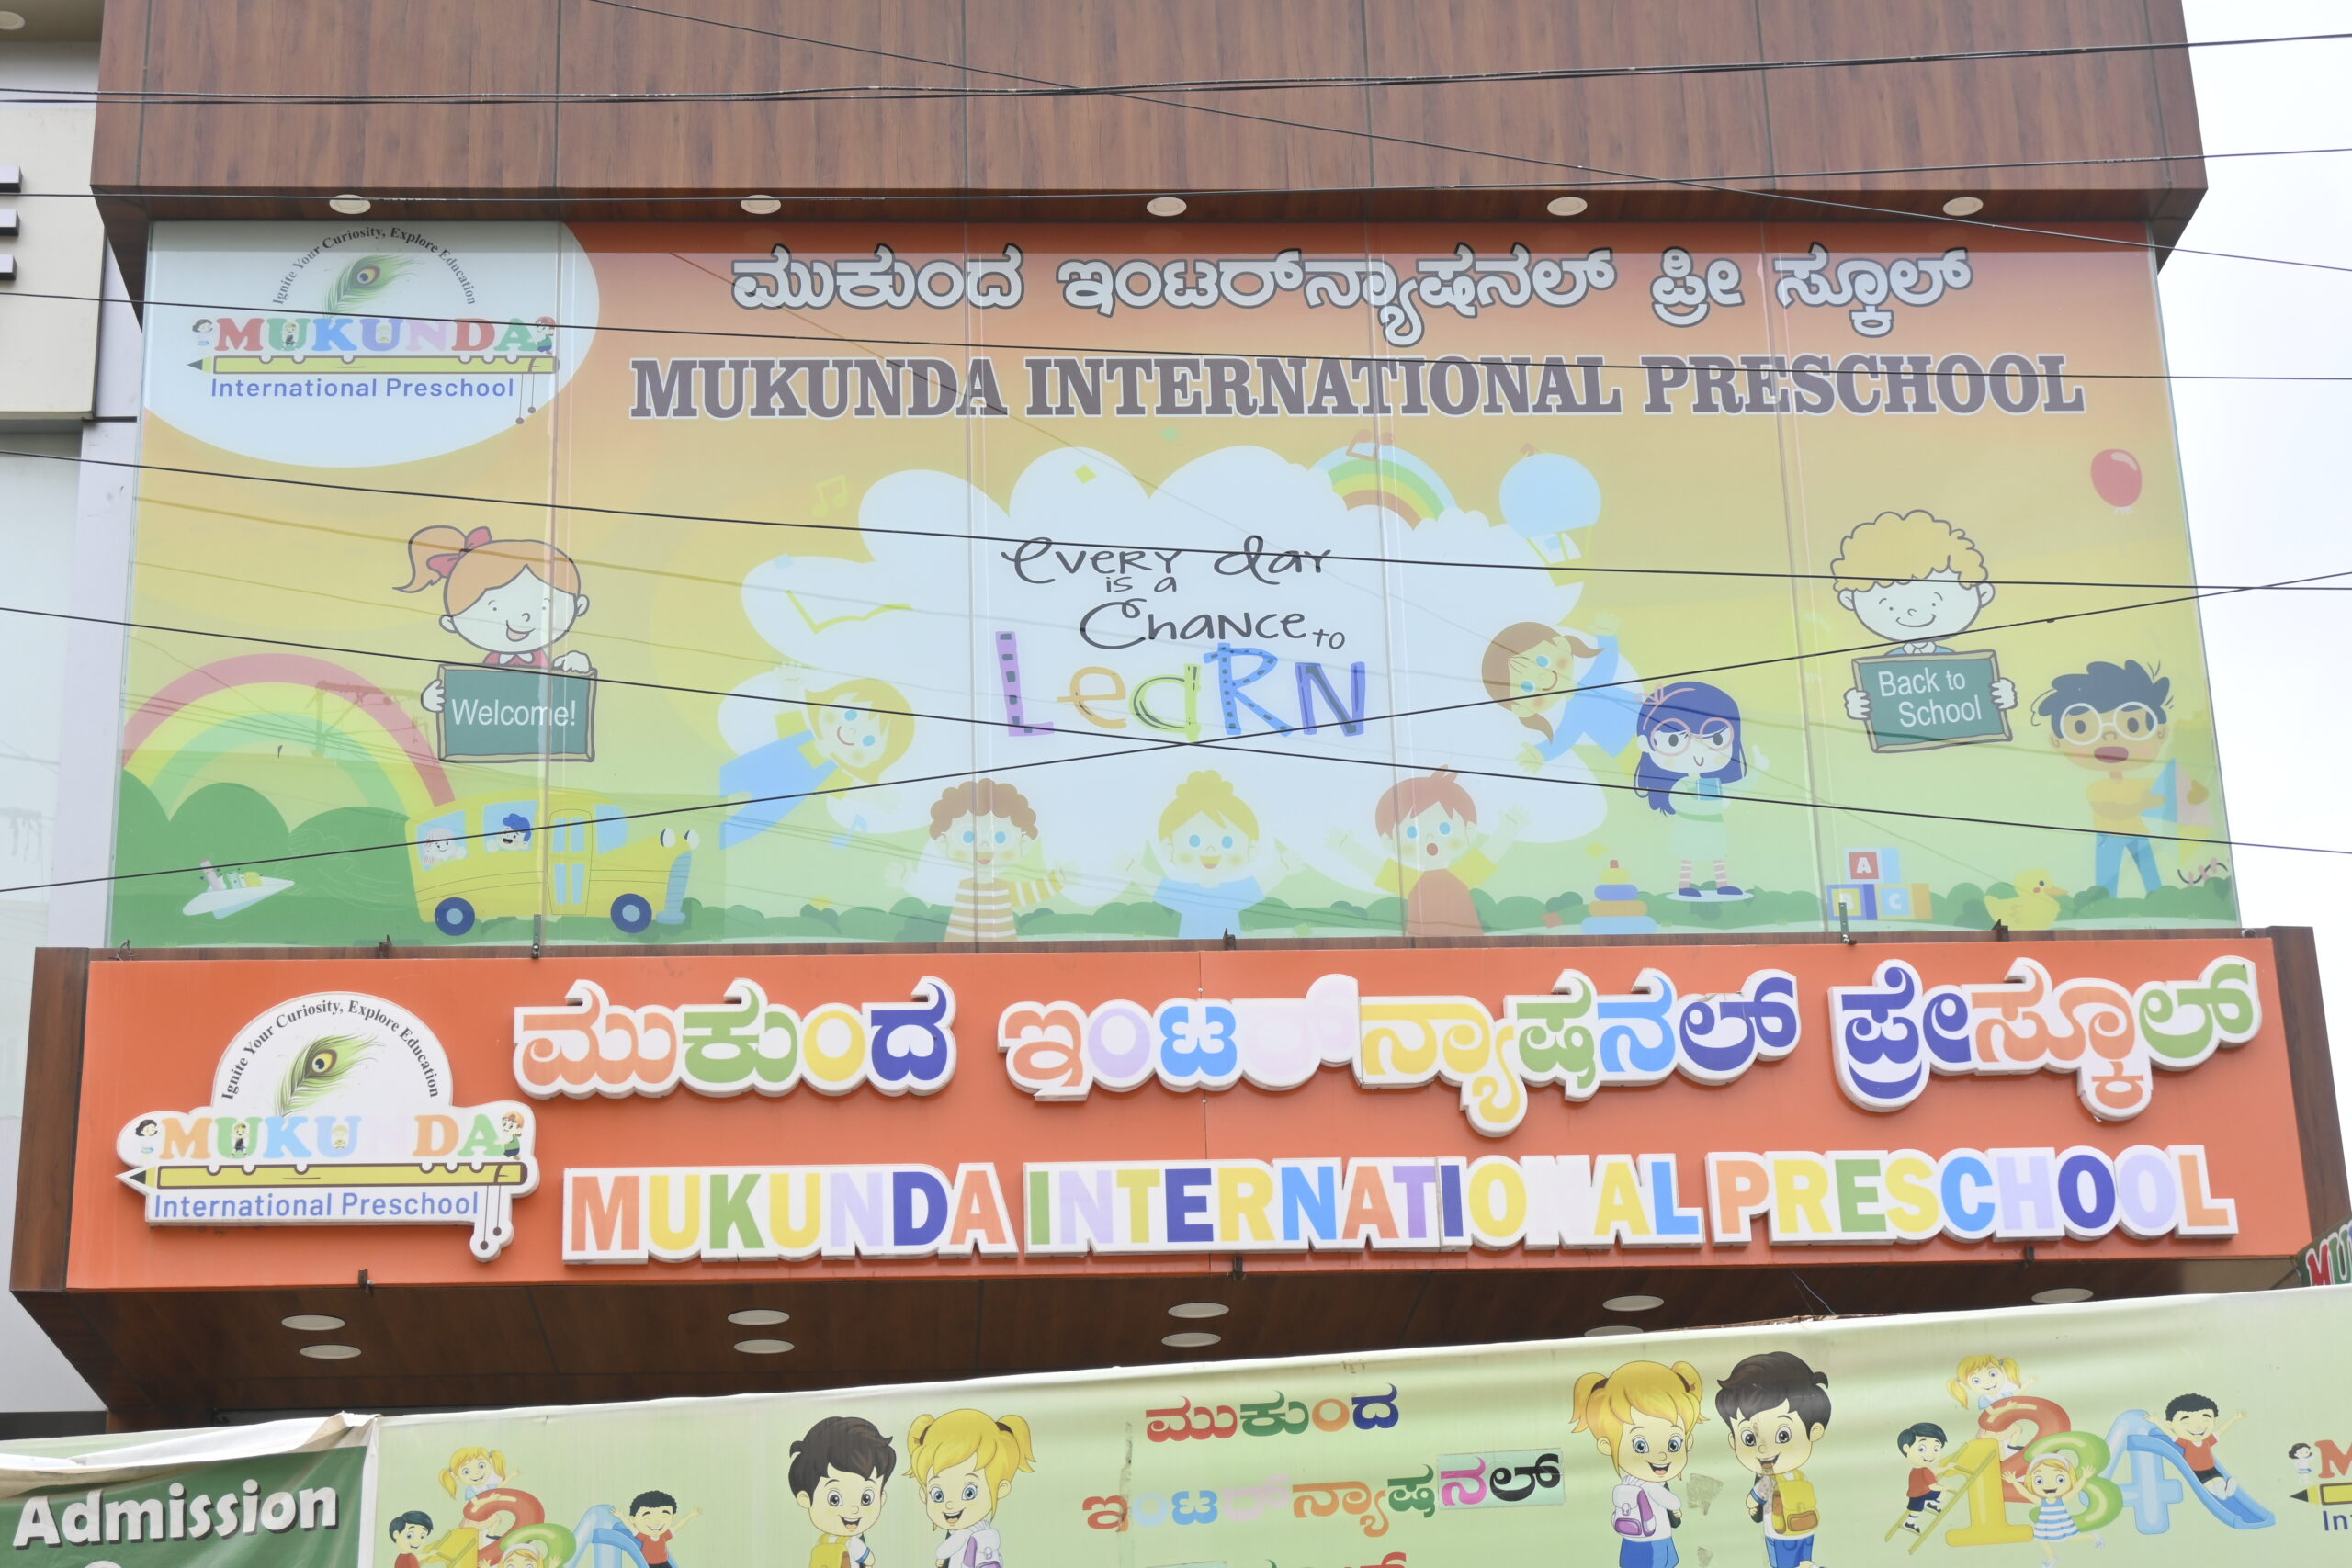 Ignite Your Curiosity, Explore Education
MUKUNDA
International Preschool
ಮುಕುಂದ ಇಂಟರ್‌ನ್ಯಾಷನಲ್ ಪ್ರೀ ಸ್ಕೂಲ್
MUKUNDA INTERNATIONAL PRESCHOOL
every day
is a
Chance to
LeaRN
Welcome!
Back to
School
A
C
Ignite Your Curiosity, Explore Education
MUKUNDA
International Preschool
ಮುಕುಂದ ಇಂಟರ್‌ನ್ಯಾಷನಲ್ ಪ್ರೀಸ್ಕೂಲ್
MUKUNDA INTERNATIONAL PRESCHOOL
Admission
ಮುಕುಂದ
ಇಂಟರ್‌ನ್ಯಾಷನಲ್
1234